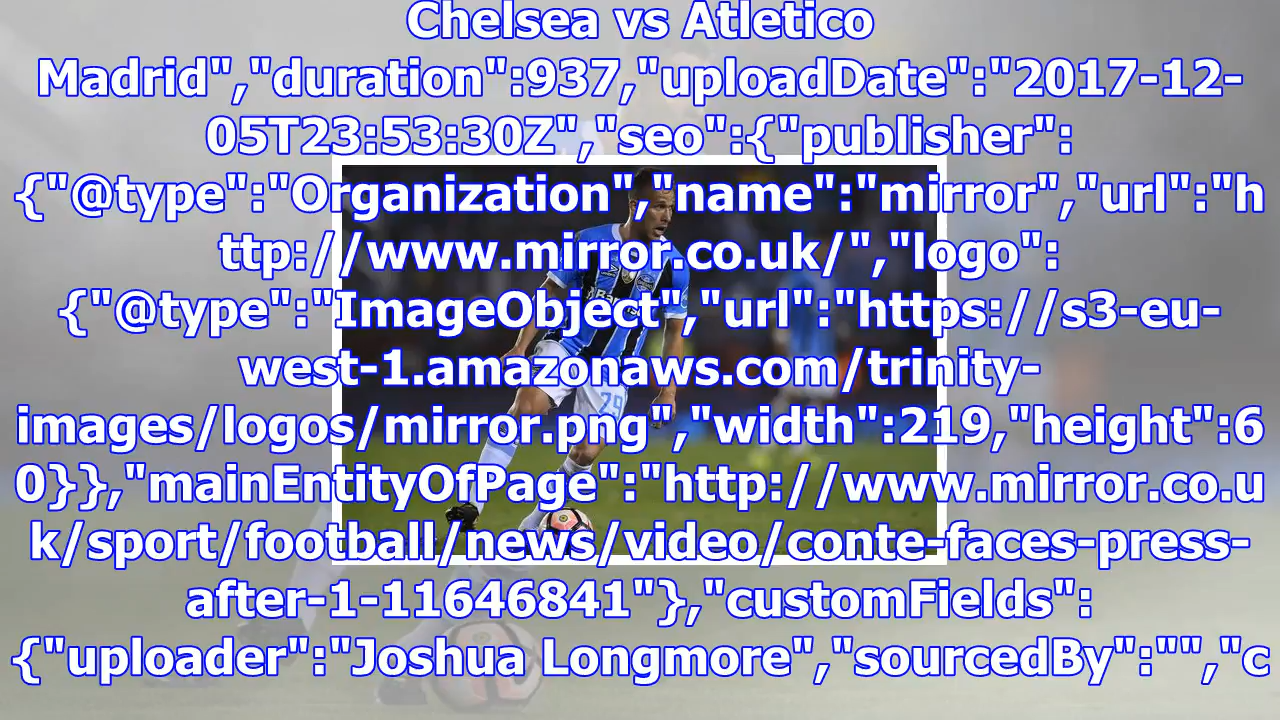 Chelsea vs Atletico
Madrid","duration":937,"uploadDate":"2017-12-
05T23:53:30Z","seo":{"publisher":
{"@type":"Organization","name":"mirror","url":"h
ttp://www.mirror.co.uk/","logo":
{"@type":"ImageObject","url":"https://s3-eu-
west-1.amazonaws.com/trinity-
images/logos/mirror.png","width":219,"height":6
0}},"mainEntityOfPage":"http://www.mirror.co.u
k/sport/football/news/video/conte-faces-press-
after-1-11646841"},"customFields":
{"uploader":"Joshua Longmore","sourcedBy":"","c
29